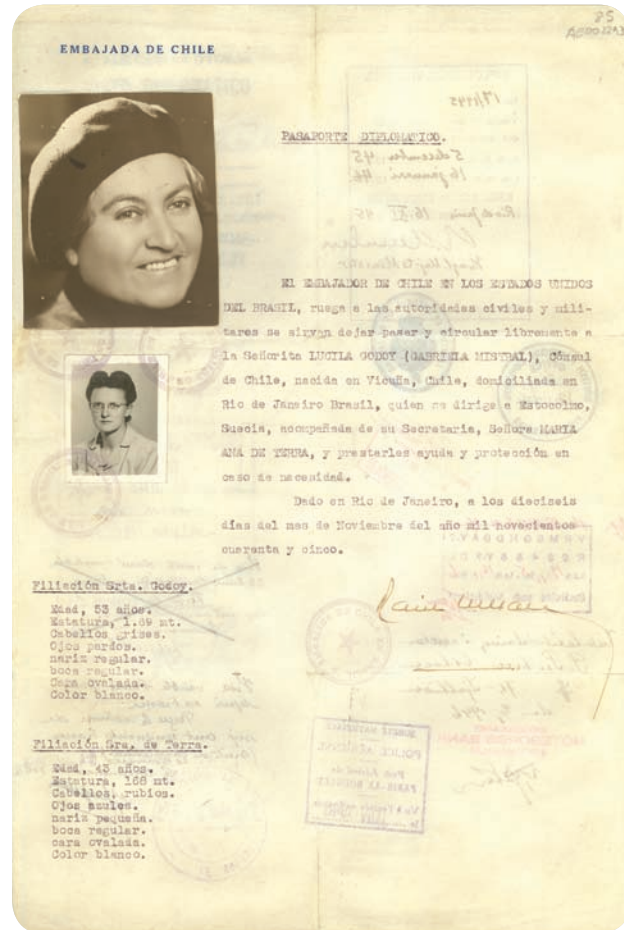 85
EMBAJADA DE CHILE
PASAPORTE DIPLOMATICO.
El EMBAJADOR DE CHILE EN LOS ESTADOS UNIDOS
DEL BRASIL, ruega a las autoridades civiles y mili-
tares se sirvan dejar pasar y circular libremente a
la Señorita LUCILA GODOY (GABRIELA MISTRAL), Cónsul
de Chile, nacida en Vicuña, Chile, domiciliada en
Rio de Janeiro Brasil, quien se dirige a Estocolmo,
Suecia, acompañada de su Secretaria, Señora MARIA
ANA DE TERRA, y prestarles ayuda y protección en
caso de necesidad.
Dado en Rio de Janeiro, a los dieciseis
días del mes de Noviembre del año mil novecientos
cuarenta y cinco.
Filiación Srta. Godoy.
Edad, 53 años.
Estatura, 1.69 mt.
Cabellos grises.
Ojos pardos.
nariz regular.
boca regular.
Cara ovalada.
Color blanco.
Filiación Sra. de Terra.
Edad, 43 años.
Estatura, 168 mt.
Cabellos, rubios.
Ojos azules.
nariz pequeña.
boca regular.
cara ovalada.
Color blanco.